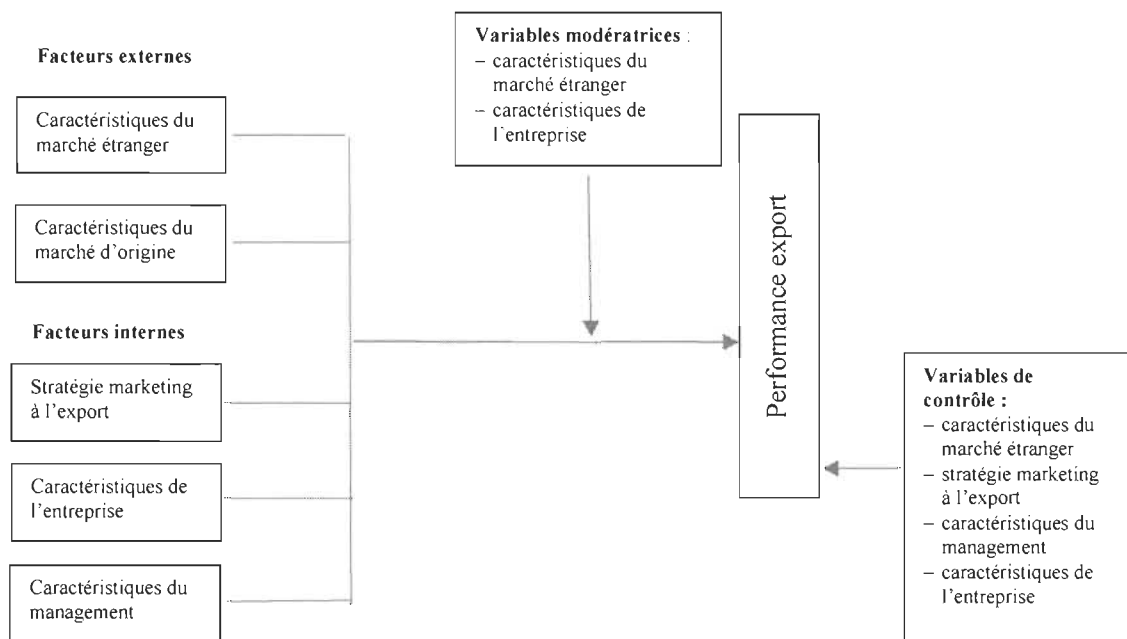 Facteurs externes
Caractéristiques du
marché étranger
Caractéristiques du
marché d'origine
Facteurs internes
Stratégie marketing
à l'export
Caractéristiques de
l'entreprise
Caractéristiques du
management
Variables modératrices :
– caractéristiques du
marché étranger
– caractéristiques de
l'entreprise
Performance export
Variables de
contrôle :
– caractéristiques du
marché étranger
– stratégie marketing
à l'export
– caractéristiques du
management
– caractéristiques de
l'entreprise